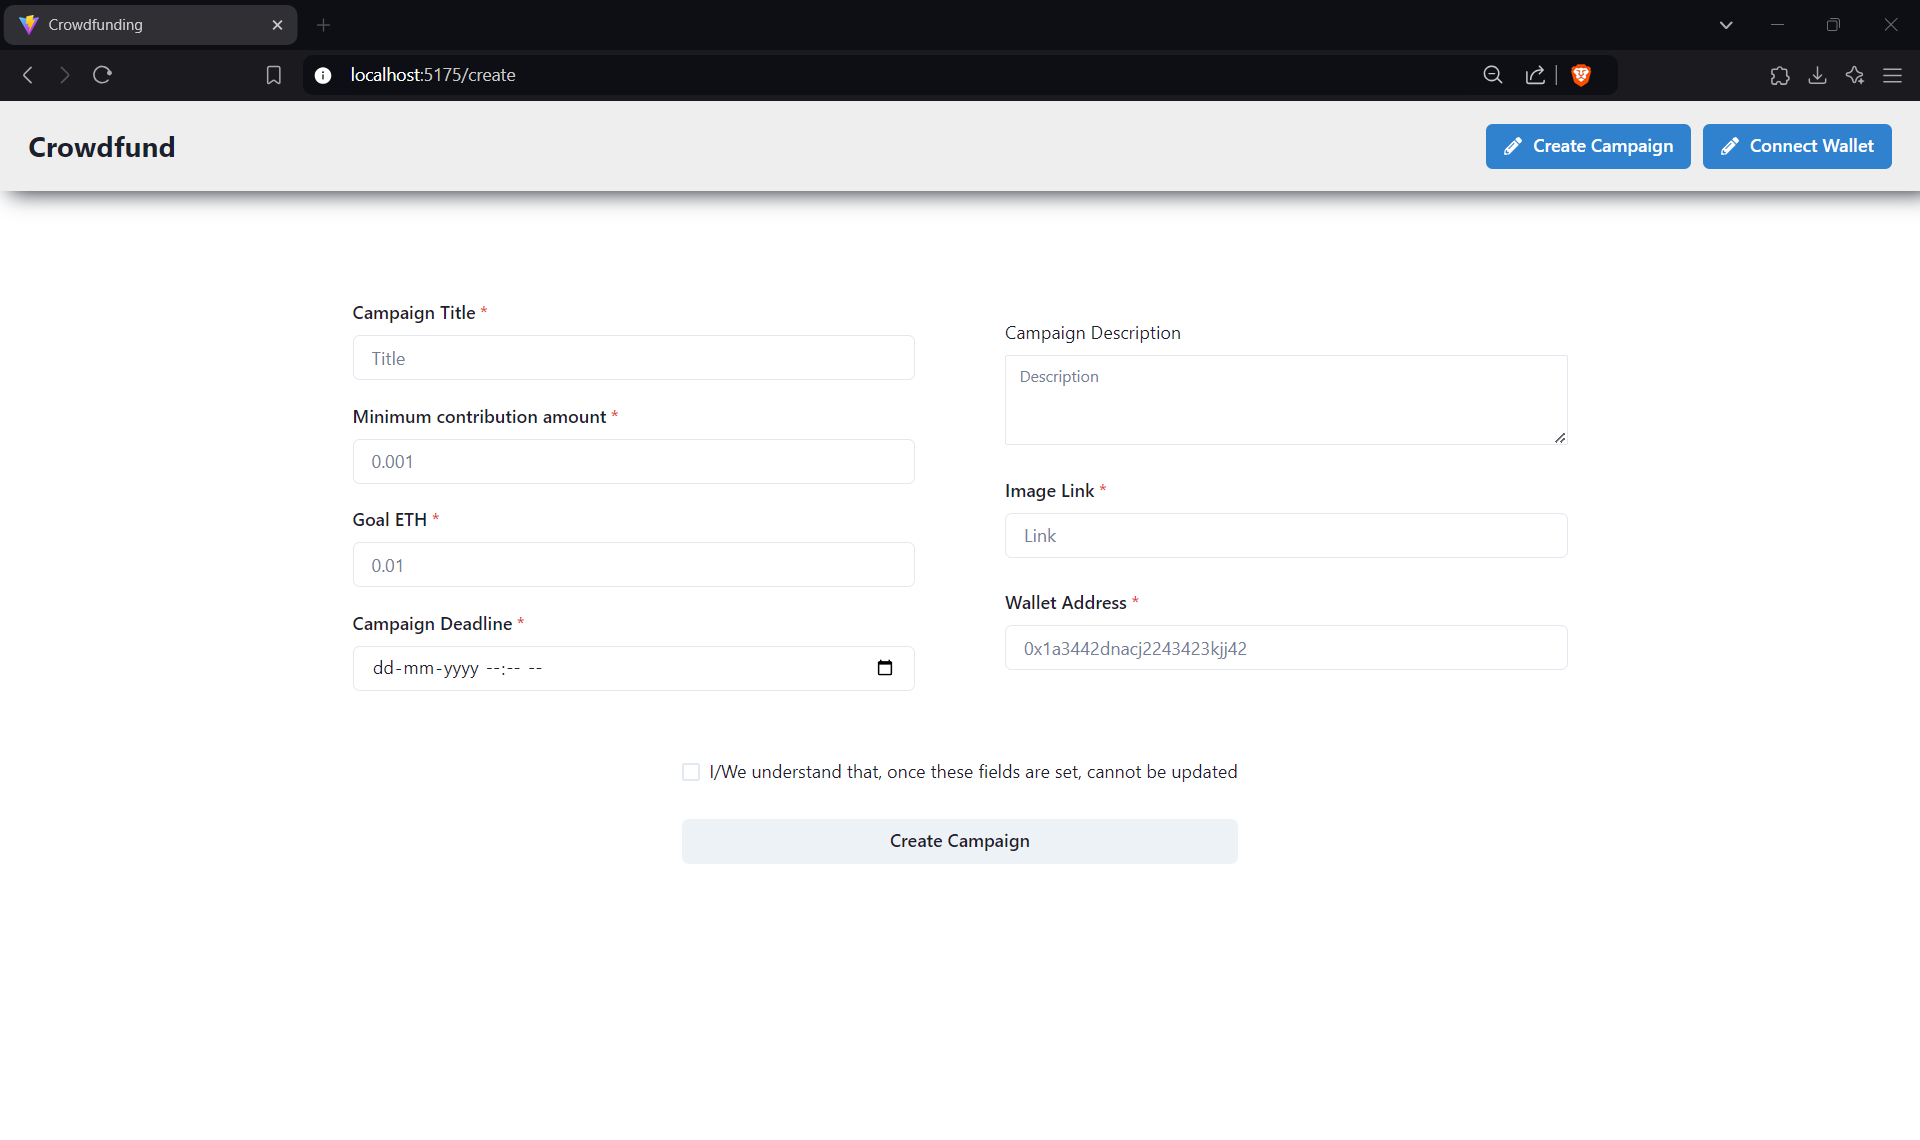 Crowdfunding
localhost:5175/create
Crowdfund
Create Campaign
Connect Wallet
Campaign Title *
Title
Minimum contribution amount *
0.001
Goal ETH *
0.01
Campaign Deadline *
dd-mm-yyyy --:-- --
Campaign Description
Description
Image Link *
Link
Wallet Address *
0x1a3442dnacj2243423kjj42
I/We understand that, once these fields are set, cannot be updated
Create Campaign